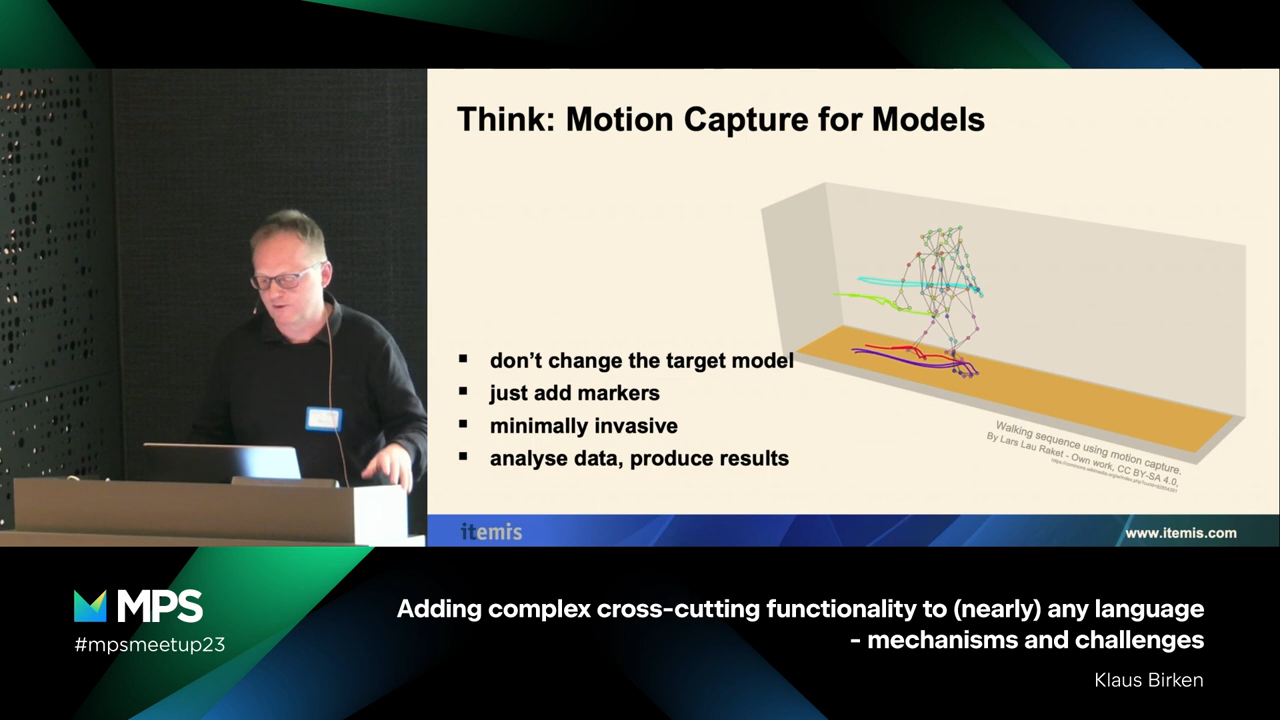 Think: Motion Capture for Models
▪ don’t change the target model
▪ just add markers
▪ minimally invasive
▪ analyse data, produce results
Walking sequence using motion capture.
By Lars Lau Raket - Own work, CC BY-SA 4.0,
itemis
www.itemis.com
MPS
#mpsmeetup23
Adding complex cross-cutting functionality to (nearly) any language
- mechanisms and challenges
Klaus Birken